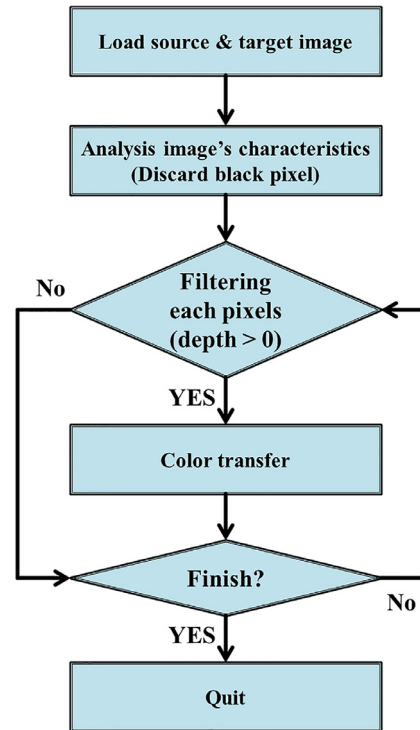 Load source & target image
Analysis image's characteristics
(Discard black pixel)
No
Filtering
each pixels
(depth > 0)
YES
Color transfer
Finish?
No
YES
Quit